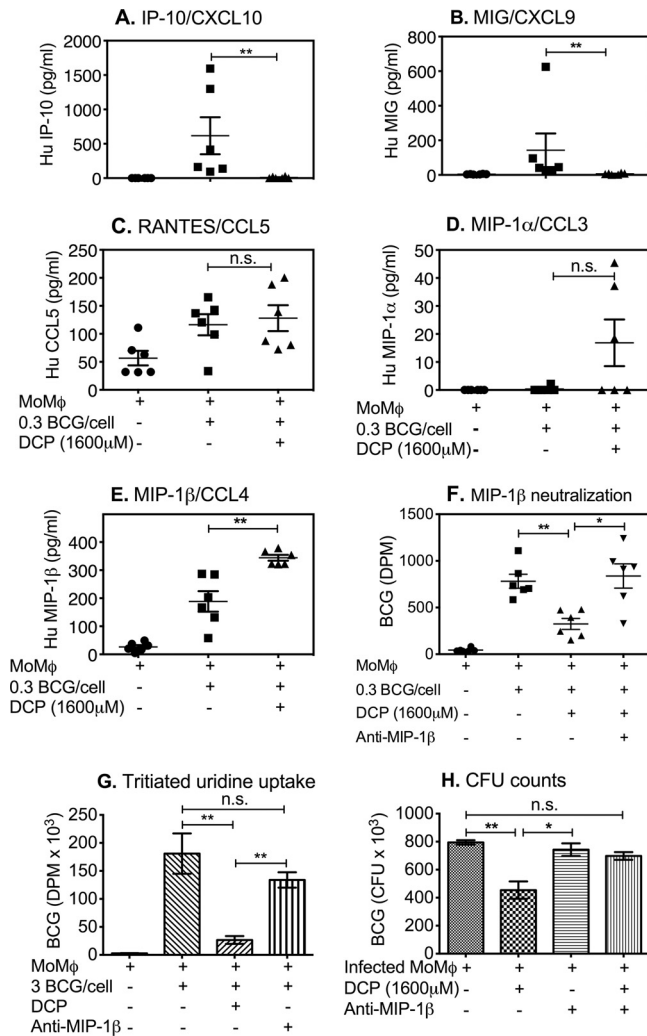 A. IP-10/CXCL10
Hu IP-10 (pg/ml)
2000
1500
1000
500
0
**
B. MIG/CXCL9
Hu MIG (pg/ml)
800
600
400
200
0
**
C. RANTES/CCL5
Hu CCL5 (pg/ml)
250
200
150
100
50
0
n.s.
MoMϕ + + +
0.3 BCG/cell - + +
DCP (1600μM) - - +
D. MIP-1α/CCL3
Hu MIP-1α (pg/ml)
50
40
30
20
10
0
n.s.
MoMϕ + + +
0.3 BCG/cell - + +
DCP (1600μM) - - +
E. MIP-1β/CCL4
Hu MIP-1β (pg/ml)
400
300
200
100
0
**
MoMϕ + + +
0.3 BCG/cell - + +
DCP (1600μM) - - +
F. MIP-1β neutralization
BCG (DPM)
1500
1000
500
0
** *
MoMϕ + + + +
0.3 BCG/cell - + + +
DCP (1600μM) - - + +
Anti-MIP-1β - - - +
G. Tritiated uridine uptake
BCG (DPM x 10³)
250
200
150
100
50
0
n.s.
** **
MoMϕ + + + +
3 BCG/cell - + + +
DCP - - + +
Anti-MIP-1β - - - +
H. CFU counts
BCG (CFU x 10³)
1000
800
600
400
200
0
n.s.
** *
Infected MoMϕ + + + +
DCP (1600μM) - + - +
Anti-MIP-1β - - + +